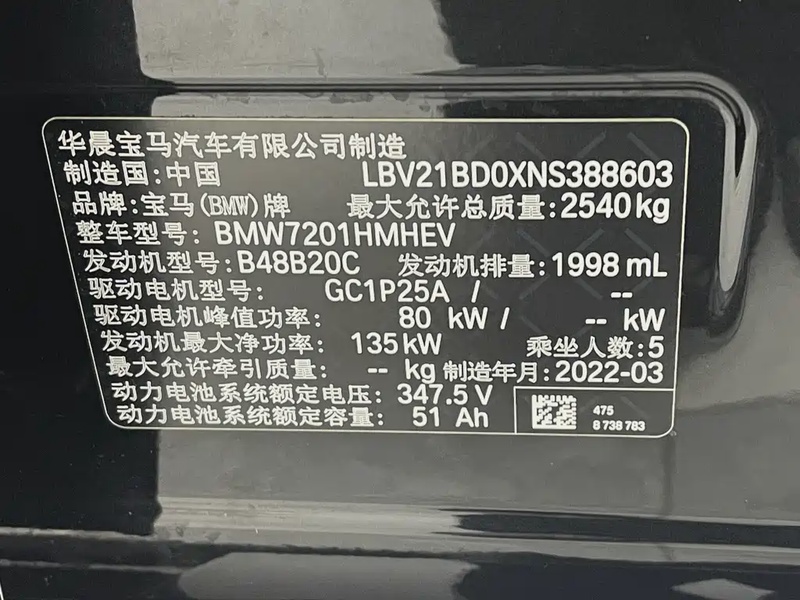 华晨宝马汽车有限公司制造
制造国:中国 LBV21BD0XNS388603
品牌:宝马(BMW)牌 最大允许总质量:2540kg
整车型号: BMW7201HMHEV
发动机型号:B48B20C 发动机排量:1998 mL
驱动电机型号: GC1P25A / --
驱动电机峰值功率: 80 kW / -- kW
发动机最大净功率: 135kW 乘坐人数:5
最大允许牵引质量: -- kg 制造年月:2022-03
动力电池系统额定电压: 347.5 V
动力电池系统额定容量: 51 Ah
475
8 738 783